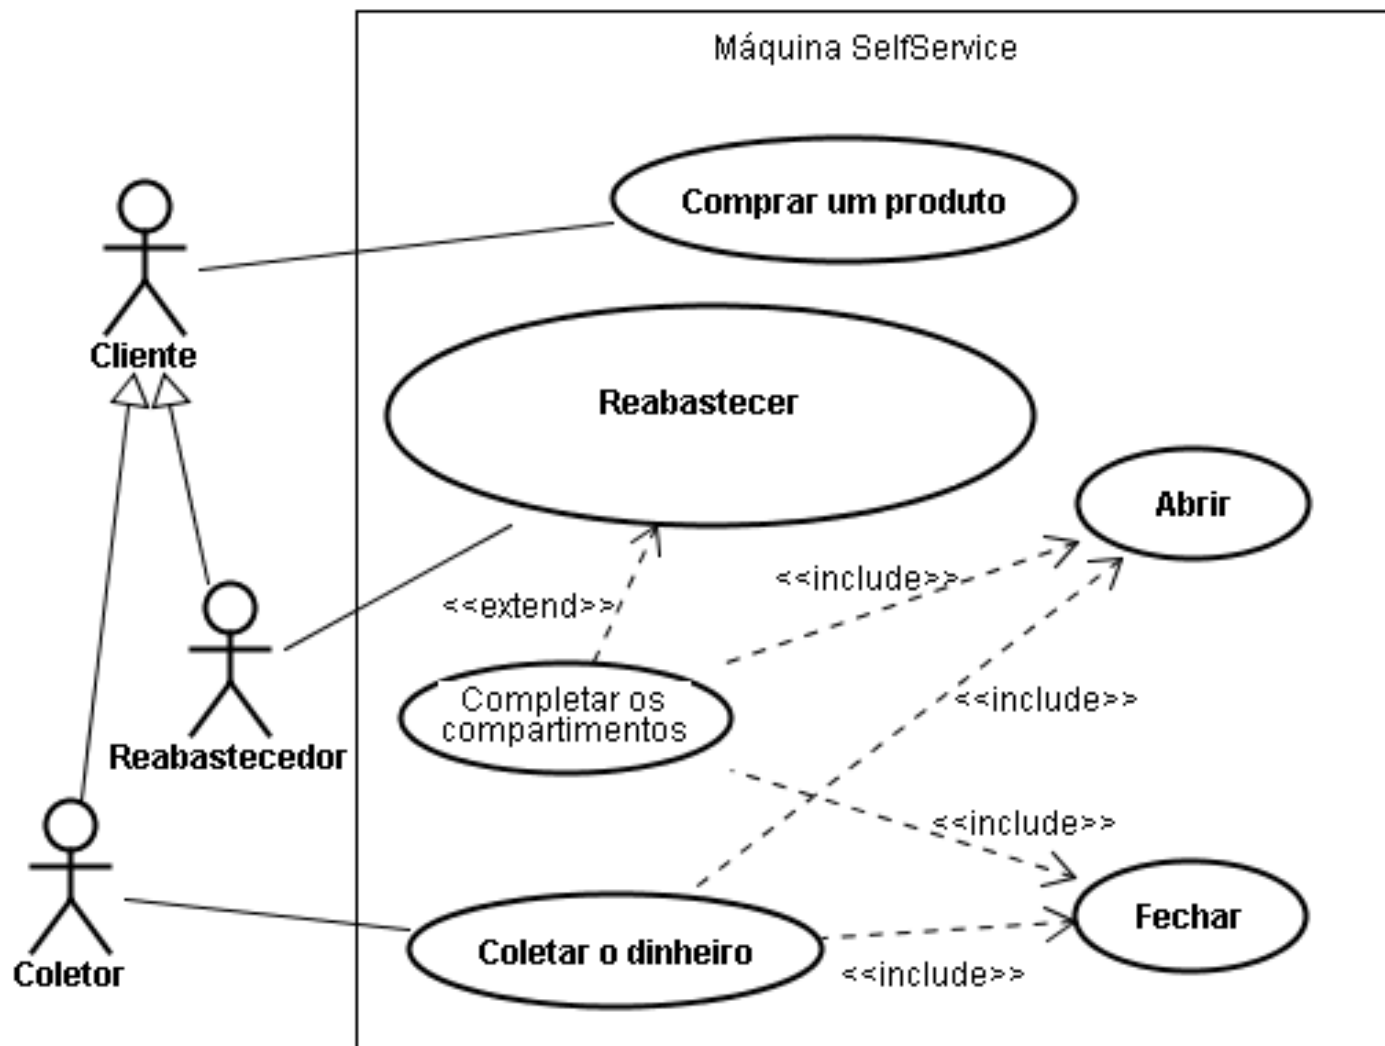 Máquina SelfService
Comprar um produto
Cliente
Reabastecer
Abrir
<<include>>
<<extend>>
Completar os
compartimentos
<<include>>
Reabastecedor
<<include>>
Fechar
Coletar o dinheiro
Coletor
<<include>>